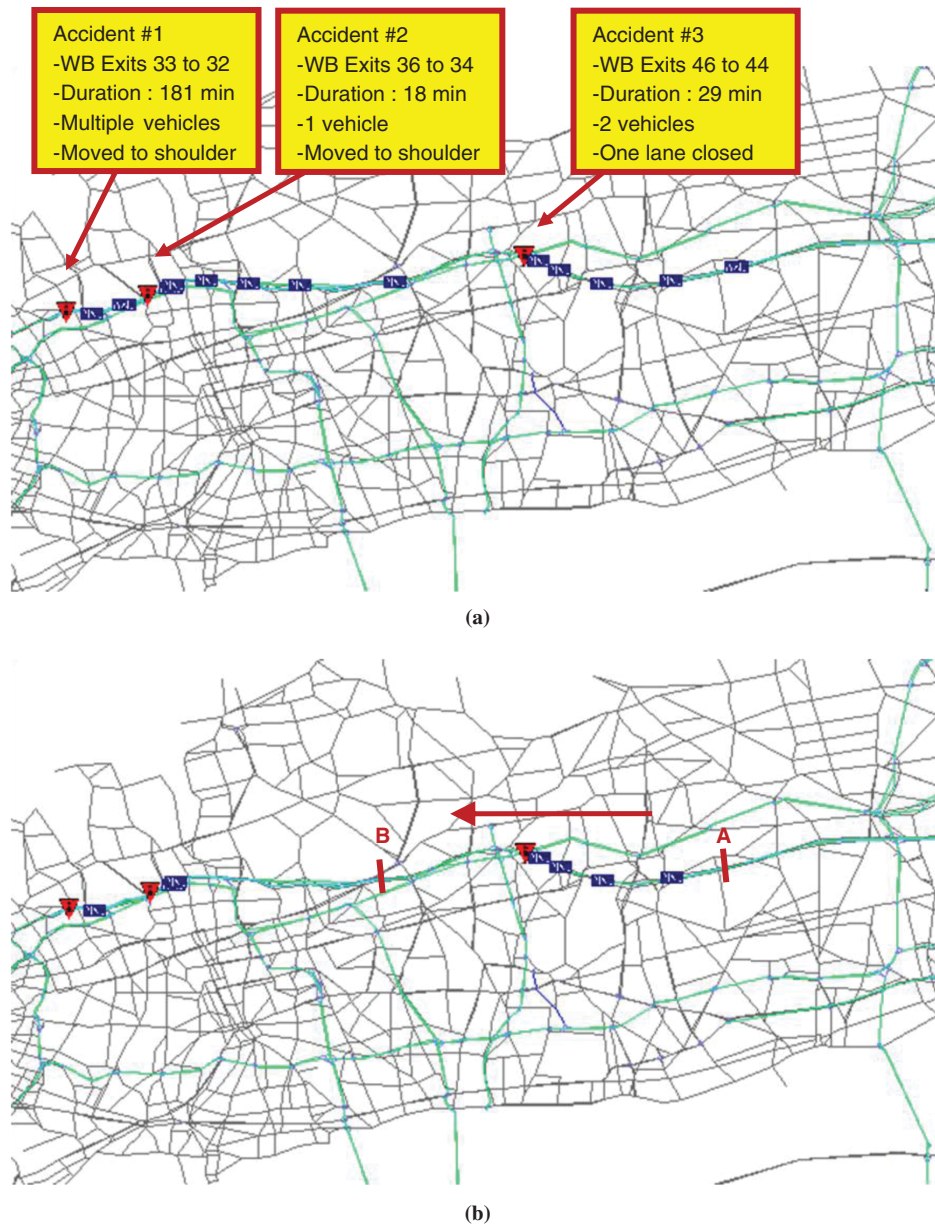 Accident #1
-WB Exits 33 to 32
-Duration : 181 min
-Multiple vehicles
-Moved to shoulder
Accident #2
-WB Exits 36 to 34
-Duration : 18 min
-1 vehicle
-Moved to shoulder
Accident #3
-WB Exits 46 to 44
-Duration : 29 min
-2 vehicles
-One lane closed
(a)
B
A
(b)